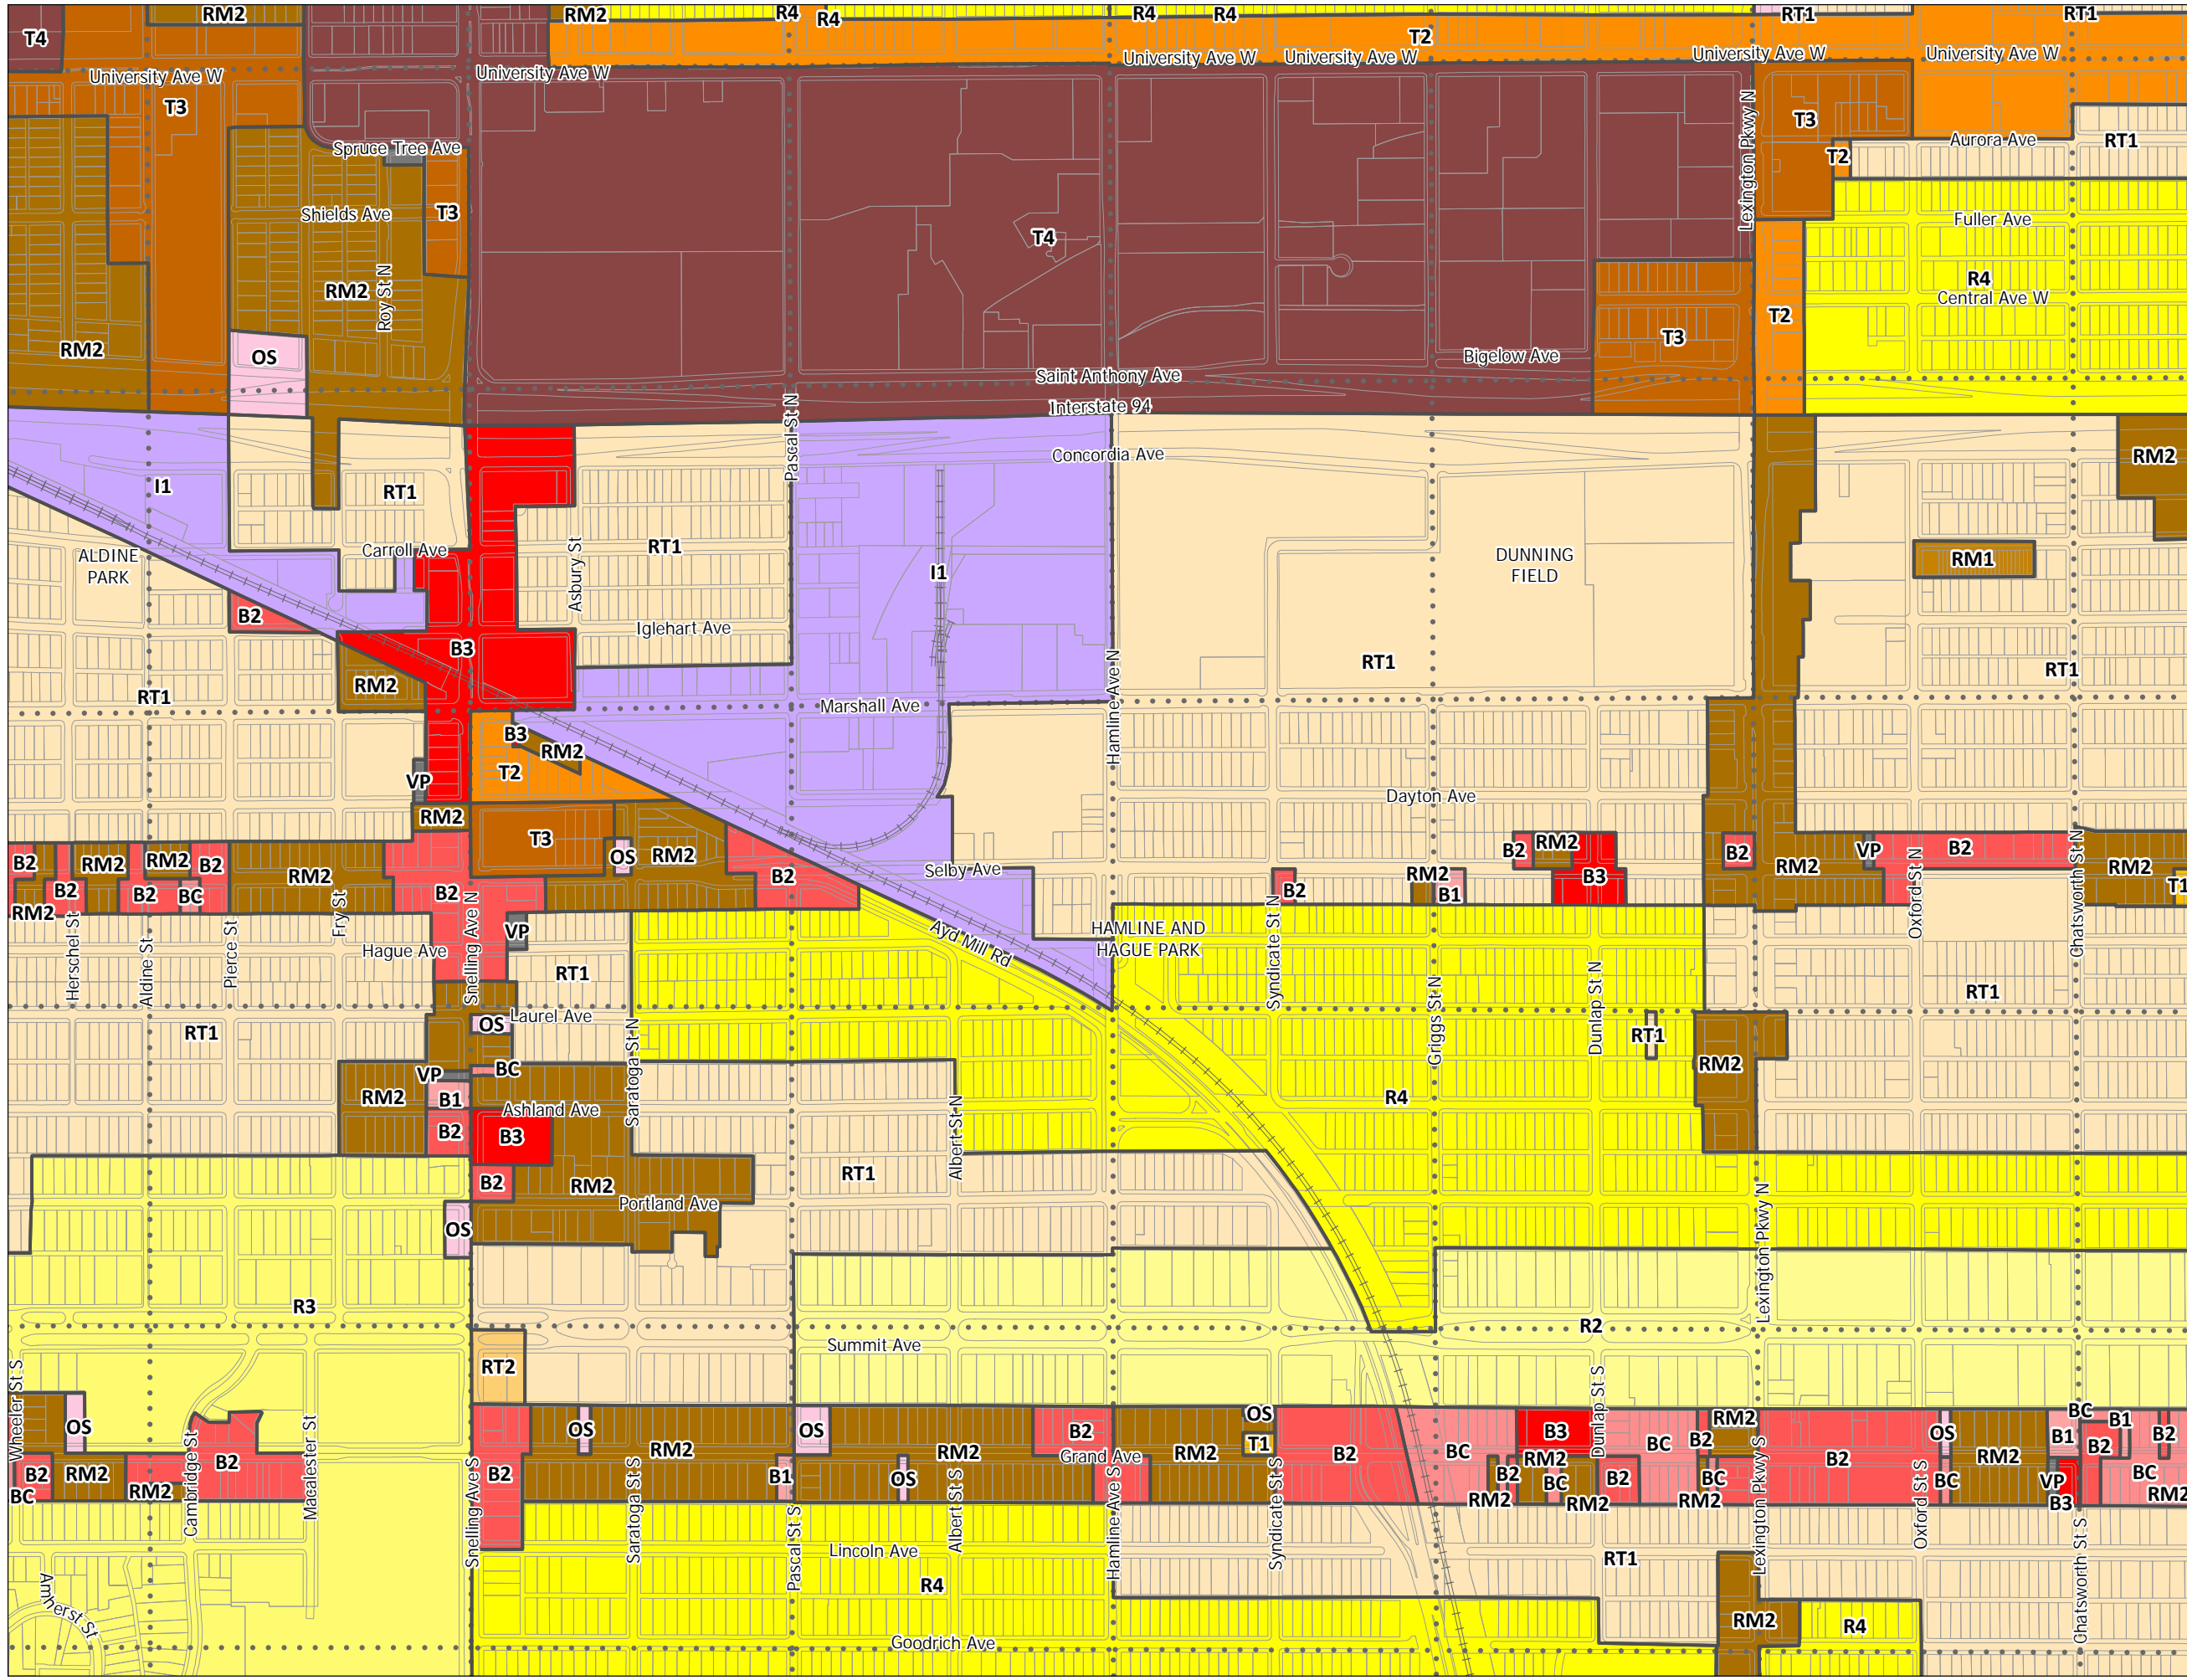 RM2
RM2
R4
R4
R4
R4
RT1
RT1
T4
T2
University Ave W
University Ave W
University Ave W
University Ave W
University Ave W
University Ave W
T3
T3
Lexington Pkwy N
Spruce Tree Ave
Aurora Ave
RT1
T2
Shields Ave
T3
Fuller Ave
T4
RM2
Roy St N
R4
Central Ave W
T2
RM2
OS
T3
Bigelow Ave
Saint Anthony Ave
Interstate 94
Pascal St N
Concordia Ave
RM2
I1
RT1
ALDINE
PARK
Carroll Ave
RT1
Asbury St
I1
DUNNING
FIELD
RM1
B2
Iglehart Ave
B3
RT1
RT1
RM2
RT1
Marshall Ave
Hamline Ave N
B3
RM2
T2
VP
Dayton Ave
RM2
T3
OS
RM2
B2
RM2
RM2
B2
RM2
B2
B2
BC
RM2
B2
B2
Selby Ave
B2
RM2
B1
B2
RM2
B3
B2
RM2
VP
B2
Oxford St N
Chatsworth St N
RM2
T1
Herschel St
Aldine St
Pierce St
Fry St
Hague Ave
Snelling Ave N
VP
RT1
Ayd Mill Rd
HAMLINE AND
HAGUE PARK
Syndicate St N
Griggs St N
Dunlap St N
RT1
RT1
OS
Laurel Ave
Saratoga St N
RT1
RM2
VP
BC
RM2
B1
Ashland Ave
B2
B3
Albert St N
R4
RT1
B2
RM2
Portland Ave
OS
Lexington Pkwy N
R3
R2
Summit Ave
RT2
Wheeler St S
OS
Cambridge St
Macalester St
B2
RM2
RM2
B2
BC
Snelling Ave S
B2
OS
RM2
Saratoga St S
B1
OS
RM2
OS
Albert St S
Pascal St S
B2
Grand Ave
Hamline Ave S
RM2
OS
T1
Syndicate St S
B2
BC
B3
RM2
B2
BC
RM2
RM2
Dunlap St S
B2
BC
B2
RM2
BC
RM2
Lexington Pkwy S
B2
OS
BC
Oxford St S
RM2
BC
B1
VP
B3
B2
B1
B2
BC
RM2
Chatsworth St S
Lincoln Ave
R4
RT1
Amherst St
RM2
R4
Goodrich Ave